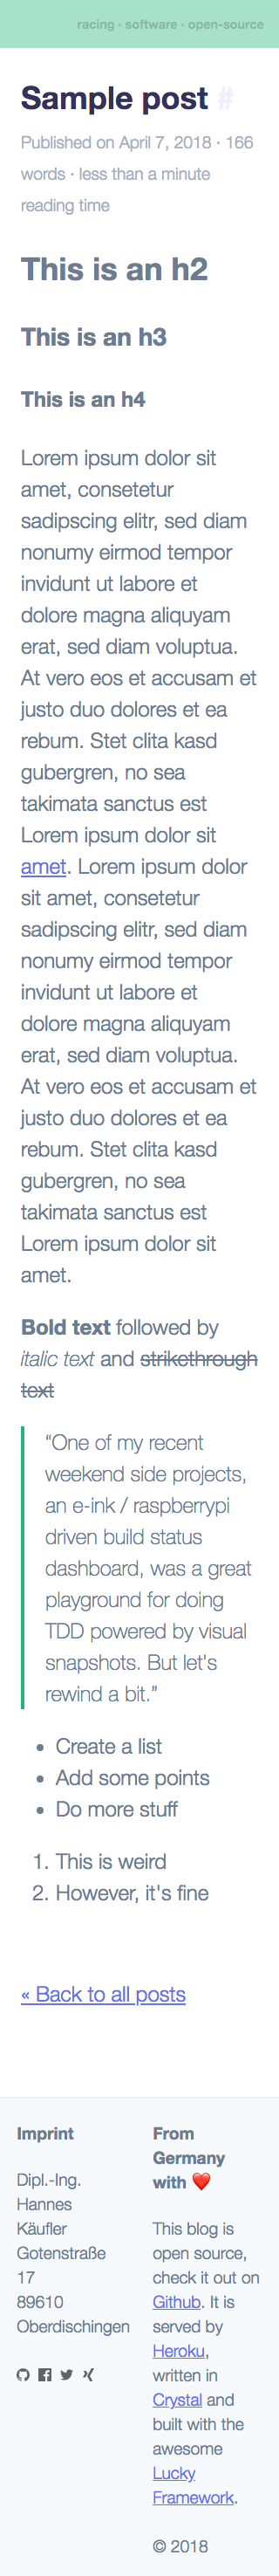 racing · software · open-source
Sample post #
Published on April 7, 2018 · 166
words · less than a minute
reading time
This is an h2
This is an h3
This is an h4
Lorem ipsum dolor sit
amet, consetetur
sadipscing elitr, sed diam
nonumy eirmod tempor
invidunt ut labore et
dolore magna aliquyam
erat, sed diam voluptua.
At vero eos et accusam et
justo duo dolores et ea
rebum. Stet clita kasd
gubergren, no sea
takimata sanctus est
Lorem ipsum dolor sit
amet. Lorem ipsum dolor
sit amet, consetetur
sadipscing elitr, sed diam
nonumy eirmod tempor
invidunt ut labore et
dolore magna aliquyam
erat, sed diam voluptua.
At vero eos et accusam et
justo duo dolores et ea
rebum. Stet clita kasd
gubergren, no sea
takimata sanctus est
Lorem ipsum dolor sit
amet.
Bold text followed by
italic text and strikethrough
text
“One of my recent
weekend side projects,
an e-ink / raspberrypi
driven build status
dashboard, was a great
playground for doing
TDD powered by visual
snapshots. But let's
rewind a bit.”
• Create a list
• Add some points
• Do more stuff
1. This is weird
2. However, it's fine
« Back to all posts
Imprint
Dipl.-Ing.
Hannes
Käufler
Gotenstraße
17
89610
Oberdischingen
From
Germany
with ❤️
This blog is
open source,
check it out on
Github. It is
served by
Heroku,
written in
Crystal and
built with the
awesome
Lucky
Framework.
© 2018